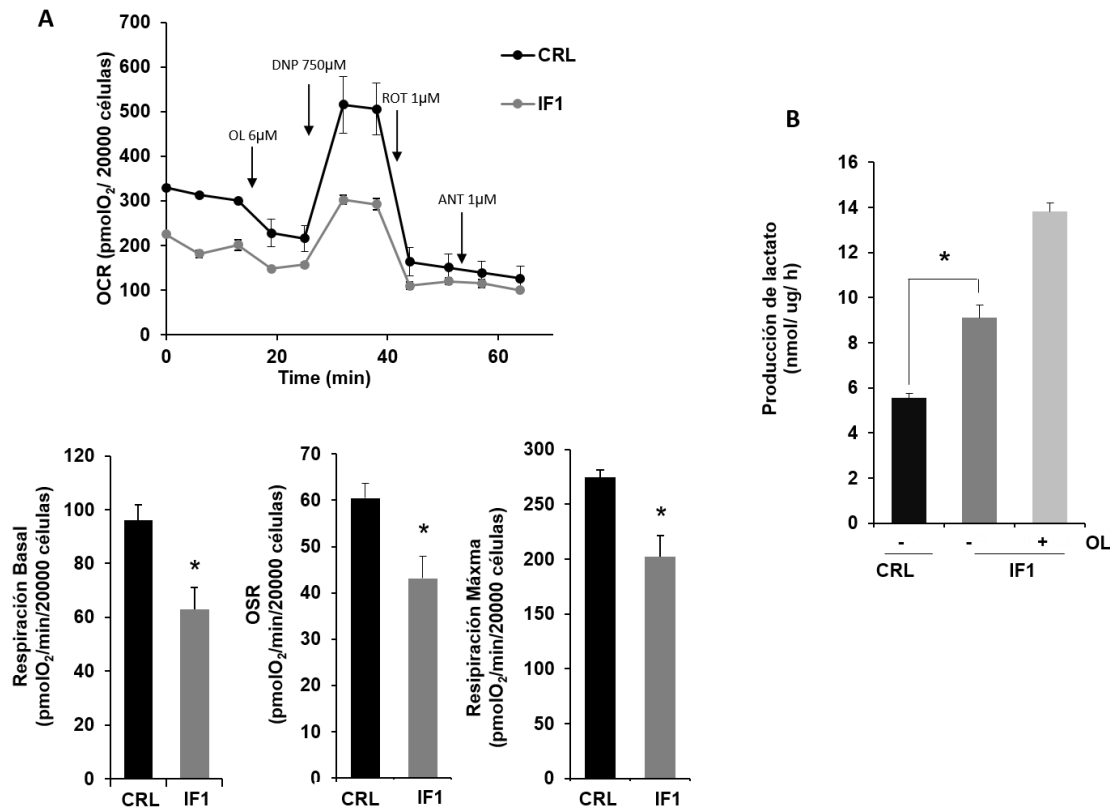 A
700
600
500
400
300
200
100
0
OCR (pmolO₂/ 20000 células)
DNP 750µM
OL 6µM
ROT 1µM
ANT 1µM
CRL
IF1
0
20
40
60
Time (min)
B
16
14
12
10
8
6
4
2
0
Producción de lactato
(nmol/ ug/ h)
*
- - + OL
CRL IF1
120
100
80
60
40
20
0
Respiración Basal
(pmolO₂/min/20000 células)
*
CRL IF1
70
60
50
40
30
20
10
0
OSR
(pmolO₂/min/20000 células)
*
CRL IF1
300
250
200
150
100
50
0
Resipiración Máxma
(pmolO₂/min/20000 células)
*
CRL IF1